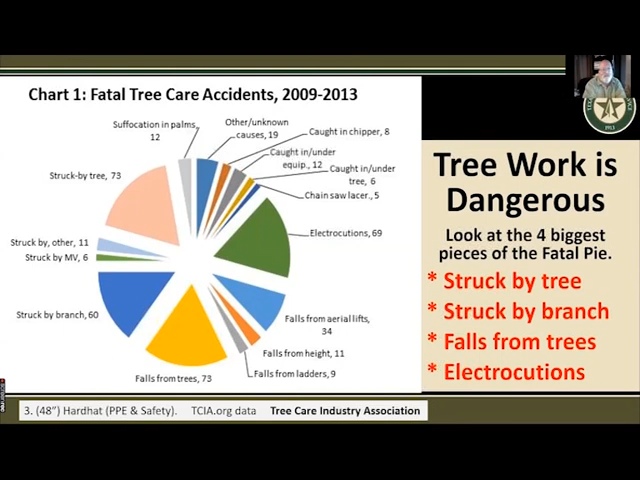 Chart 1: Fatal Tree Care Accidents, 2009-2013
Suffocation in palms,
12
Other/unknown
causes, 19
Caught in chipper, 8
Caught in/under
equip., 12
Caught in/under
tree, 6
Chain saw lacer., 5
Electrocutions, 69
Falls from aerial lifts,
34
Falls from height, 11
Falls from ladders, 9
Falls from trees, 73
Struck by branch, 60
Struck by MV, 6
Struck by, other, 11
Struck-by tree, 73
Tree Work is
Dangerous
Look at the 4 biggest
pieces of the Fatal Pie.
* Struck by tree
* Struck by branch
* Falls from trees
* Electrocutions
3. (48") Hardhat (PPE & Safety). TCIA.org data Tree Care Industry Association